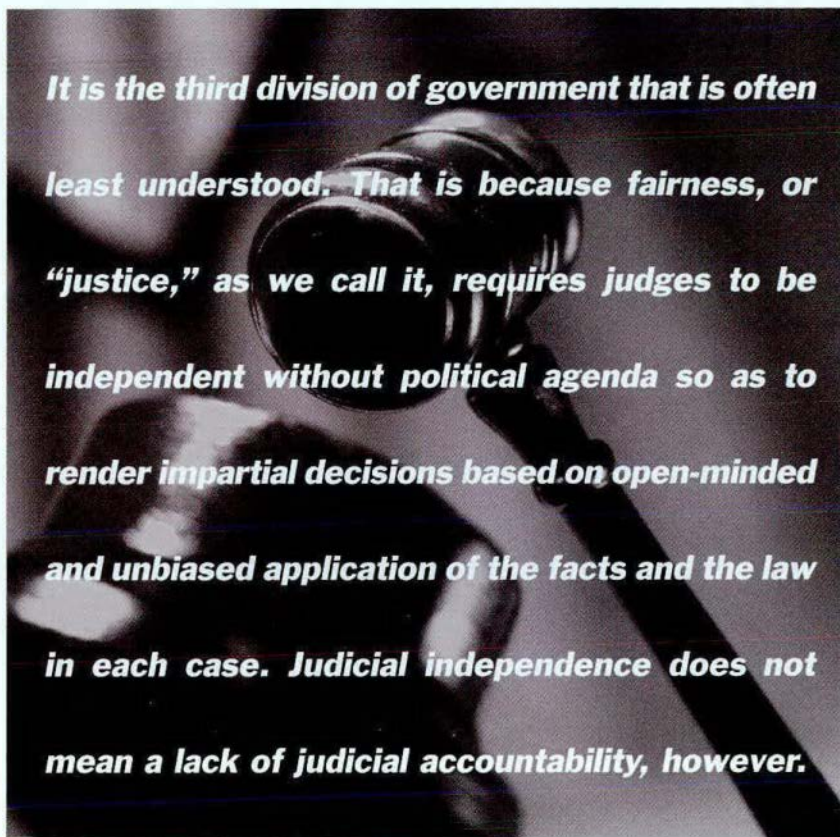 It is the third division of government that is often
least understood. That is because fairness, or
“justice,” as we call it, requires judges to be
independent without political agenda so as to
render impartial decisions based on open-minded
and unbiased application of the facts and the law
in each case. Judicial independence does not
mean a lack of judicial accountability, however.